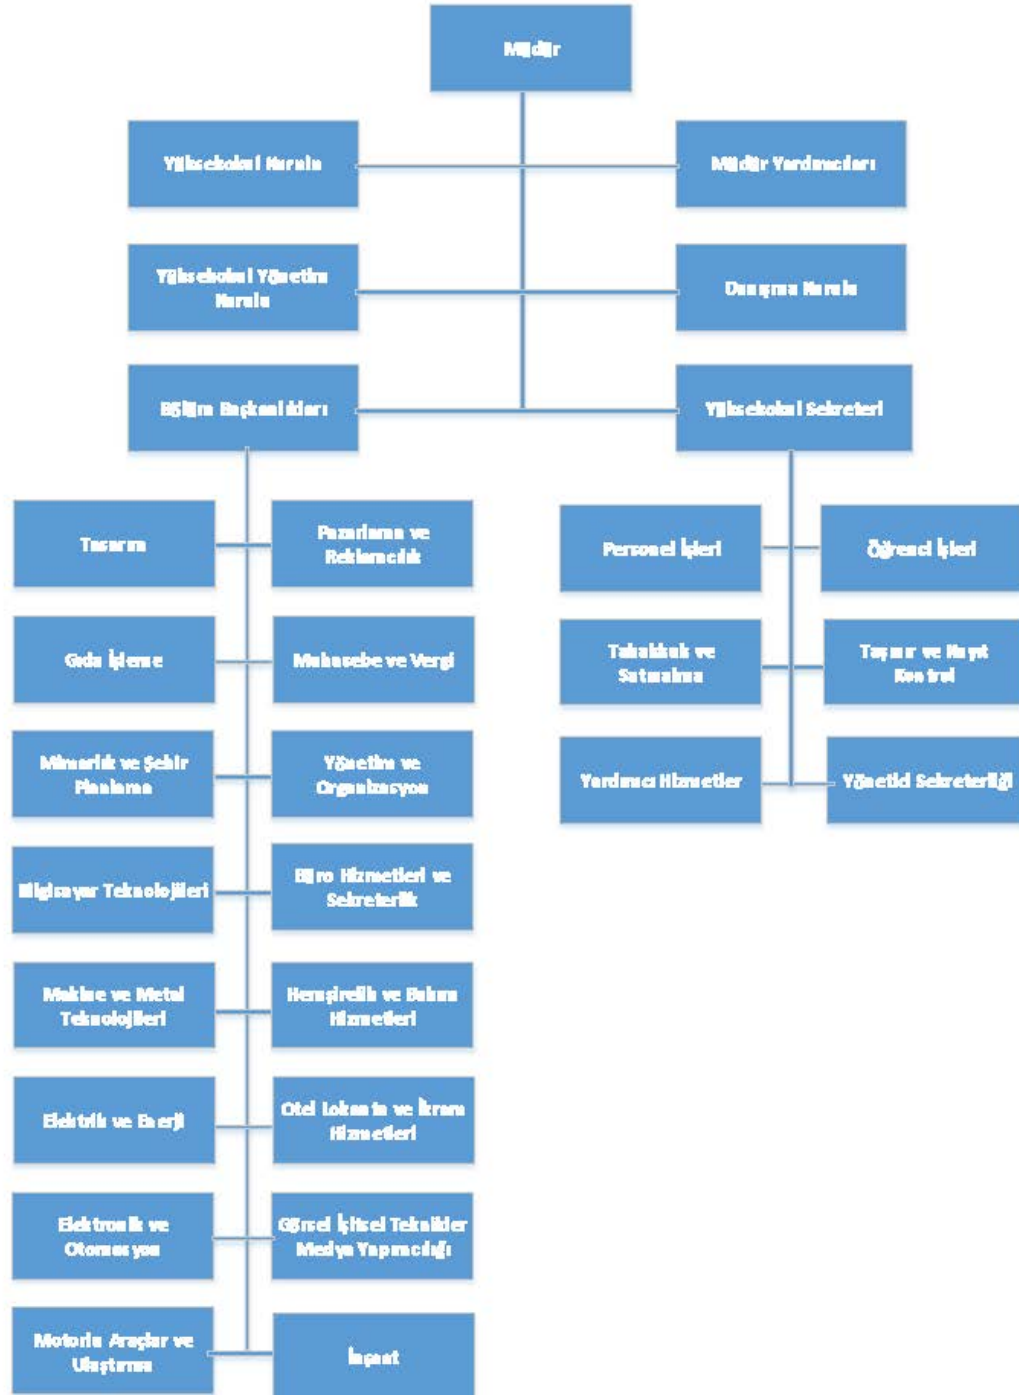 Müdür
Yüksekokul Kurulu
Müdür Yardımcıları
Yüksekokul Yönetim
Kurulu
Danışma Kurulu
Bölüm Başkanlıkları
Yüksekokul Sekreteri
Tasarım
Pazarlama ve
Reklamcılık
Personel İşleri
Öğrenci İşleri
Gıda İşleme
Muhasebe ve Vergi
Tahakkuk ve
Satınalma
Taşınır ve Kayıt
Kontrol
Mimarlık ve Şehir
Planlama
Yönetim ve
Organizasyon
Yardımcı Hizmetler
Yönetici Sekreterliği
Bilgisayar Teknolojileri
Büro Hizmetleri ve
Sekreterlik
Makine ve Metal
Teknolojileri
Hemşirelik ve Bakım
Hizmetleri
Elektrik ve Enerji
Otel Lokanta ve İkram
Hizmetleri
Elektronik ve
Otomasyon
Görsel İşitsel Teknikler
Medya Yapımcılığı
Motorlu Araçlar ve
Ulaştırma
İnşaat